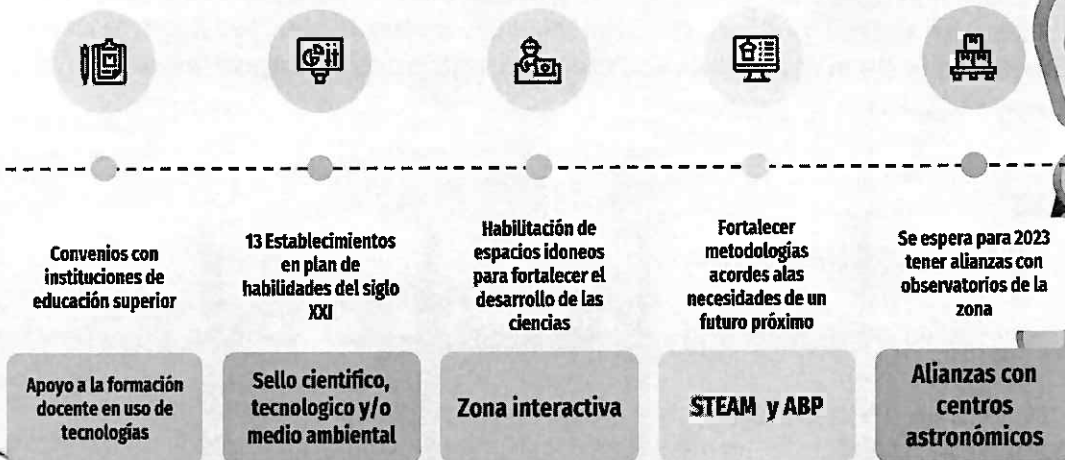 Convenios con
instituciones de
educación superior
13 Establecimientos
en plan de
habilidades del siglo
XXI
Habilitación de
espacios idoneos
para fortalecer el
desarrollo de las
ciencias
Fortalecer
metodologías
acordes alas
necesidades de un
futuro próximo
Se espera para 2023
tener alianzas con
observatorios de la
zona
Apoyo a la formación
docente en uso de
tecnologías
Sello científico,
tecnologico y/o
medio ambiental
Zona interactiva
STEAM y ABP
Alianzas con
centros
astronómicos